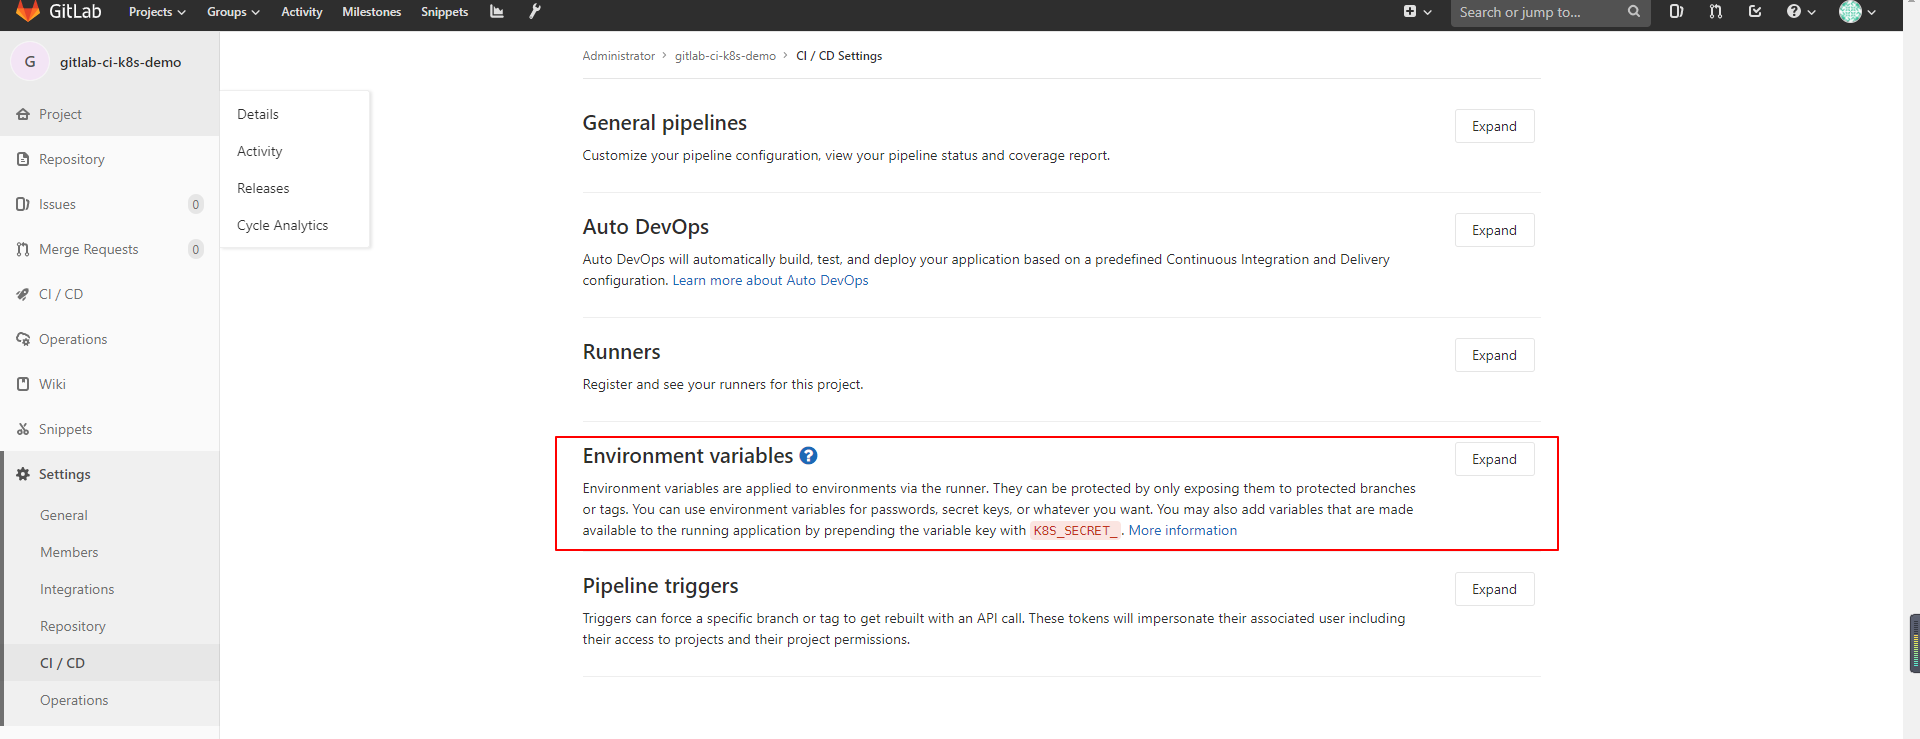 GitLab Projects Groups Activity Milestones Snippets Search or jump to...
G gitlab-ci-k8s-demo
Project
Repository
Issues 0
Merge Requests 0
CI / CD
Operations
Wiki
Snippets
Settings
General
Members
Integrations
Repository
CI / CD
Operations
Details
Activity
Releases
Cycle Analytics
Administrator › gitlab-ci-k8s-demo › CI / CD Settings
General pipelines
Expand
Customize your pipeline configuration, view your pipeline status and coverage report.
Auto DevOps
Expand
Auto DevOps will automatically build, test, and deploy your application based on a predefined Continuous Integration and Delivery
configuration. Learn more about Auto DevOps
Runners
Expand
Register and see your runners for this project.
Environment variables ?
Expand
Environment variables are applied to environments via the runner. They can be protected by only exposing them to protected branches
or tags. You can use environment variables for passwords, secret keys, or whatever you want. You may also add variables that are made
available to the running application by prepending the variable key with K8S_SECRET_. More information
Pipeline triggers
Expand
Triggers can force a specific branch or tag to get rebuilt with an API call. These tokens will impersonate their associated user including
their access to projects and their project permissions.